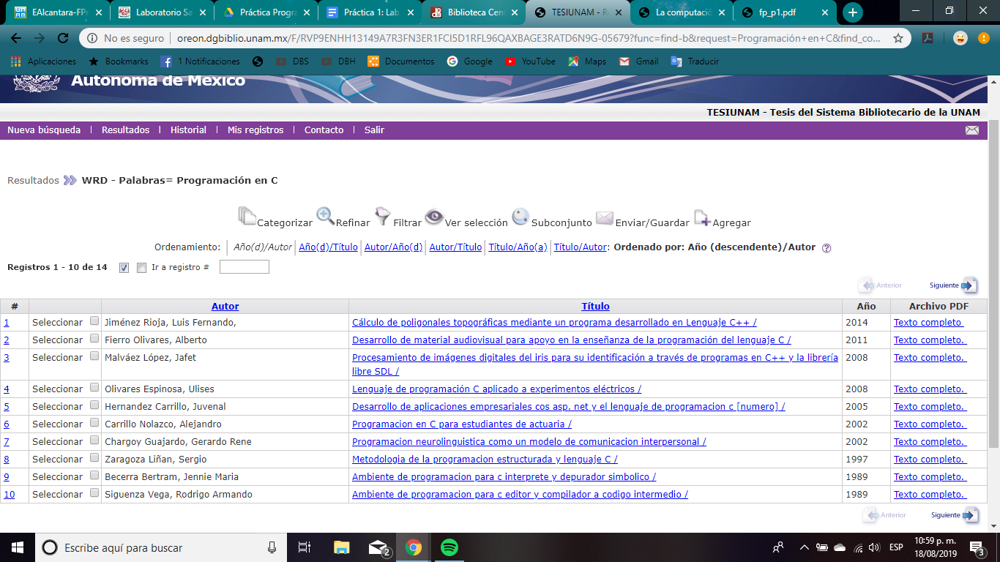 EAlcantara-FPr
Laboratorio Sa
Práctica Progra
Práctica 1: Lab
Biblioteca Cent
TESIUNAM - R
La computació
fp_p1.pdf
No es seguro | oreon.dgbiblio.unam.mx/F/RVP9ENHH13149A7R3FN3ER1FCI5D1RFL96QAXBAGE3RATD6N9G-05679?func=find-b&request=Programación+en+C&find_co...
Aplicaciones Bookmarks 1 Notificaciones DBS DBH Documentos Google YouTube Maps Gmail Traducir
Autonoma de Mexico
TESIUNAM - Tesis del Sistema Bibliotecario de la UNAM
Nueva búsqueda | Resultados | Historial | Mis registros | Contacto | Salir
Resultados WRD - Palabras= Programación en C
Categorizar Refinar Filtrar Ver selección Subconjunto Enviar/Guardar Agregar
Ordenamiento: Año(d)/Autor Año(d)/Título Autor/Año(d) Autor/Título Título/Año(a) Título/Autor: Ordenado por: Año (descendente)/Autor ?
Registros 1 - 10 de 14 Ir a registro #
Anterior Siguiente
# Autor Título Año Archivo PDF
1 Seleccionar Jiménez Rioja, Luis Fernando, Cálculo de poligonales topográficas mediante un programa desarrollado en Lenguaje C++ / 2014 Texto completo
2 Seleccionar Fierro Olivares, Alberto Desarrollo de material audiovisual para apoyo en la enseñanza de la programación del lenguaje C / 2011 Texto completo.
3 Seleccionar Malváez López, Jafet Procesamiento de imágenes digitales del iris para su identificación a través de programas en C++ y la librería 2008 Texto completo.
libre SDL /
4 Seleccionar Olivares Espinosa, Ulises Lenguaje de programación C aplicado a experimentos eléctricos / 2008 Texto completo.
5 Seleccionar Hernandez Carrillo, Juvenal Desarrollo de aplicaciones empresariales cos asp. net y el lenguaje de programacion c [numero] / 2005 Texto completo.
6 Seleccionar Carrillo Nolazco, Alejandro Programacion en C para estudiantes de actuaria / 2002 Texto completo.
7 Seleccionar Chargoy Guajardo, Gerardo Rene Programacion neurolinguistica como un modelo de comunicacion interpersonal / 2002 Texto completo.
8 Seleccionar Zaragoza Liñan, Sergio Metodologia de la programacion estructurada y lenguaje C / 1997 Texto completo.
9 Seleccionar Becerra Bertram, Jennie Maria Ambiente de programacion para c interprete y depurador simbolico / 1989 Texto completo.
10 Seleccionar Siguenza Vega, Rodrigo Armando Ambiente de programacion para c editor y compilador a codigo intermedio / 1989 Texto completo.
Anterior Siguiente
Escribe aquí para buscar
2
ESP
10:59 p. m.
18/08/2019
3